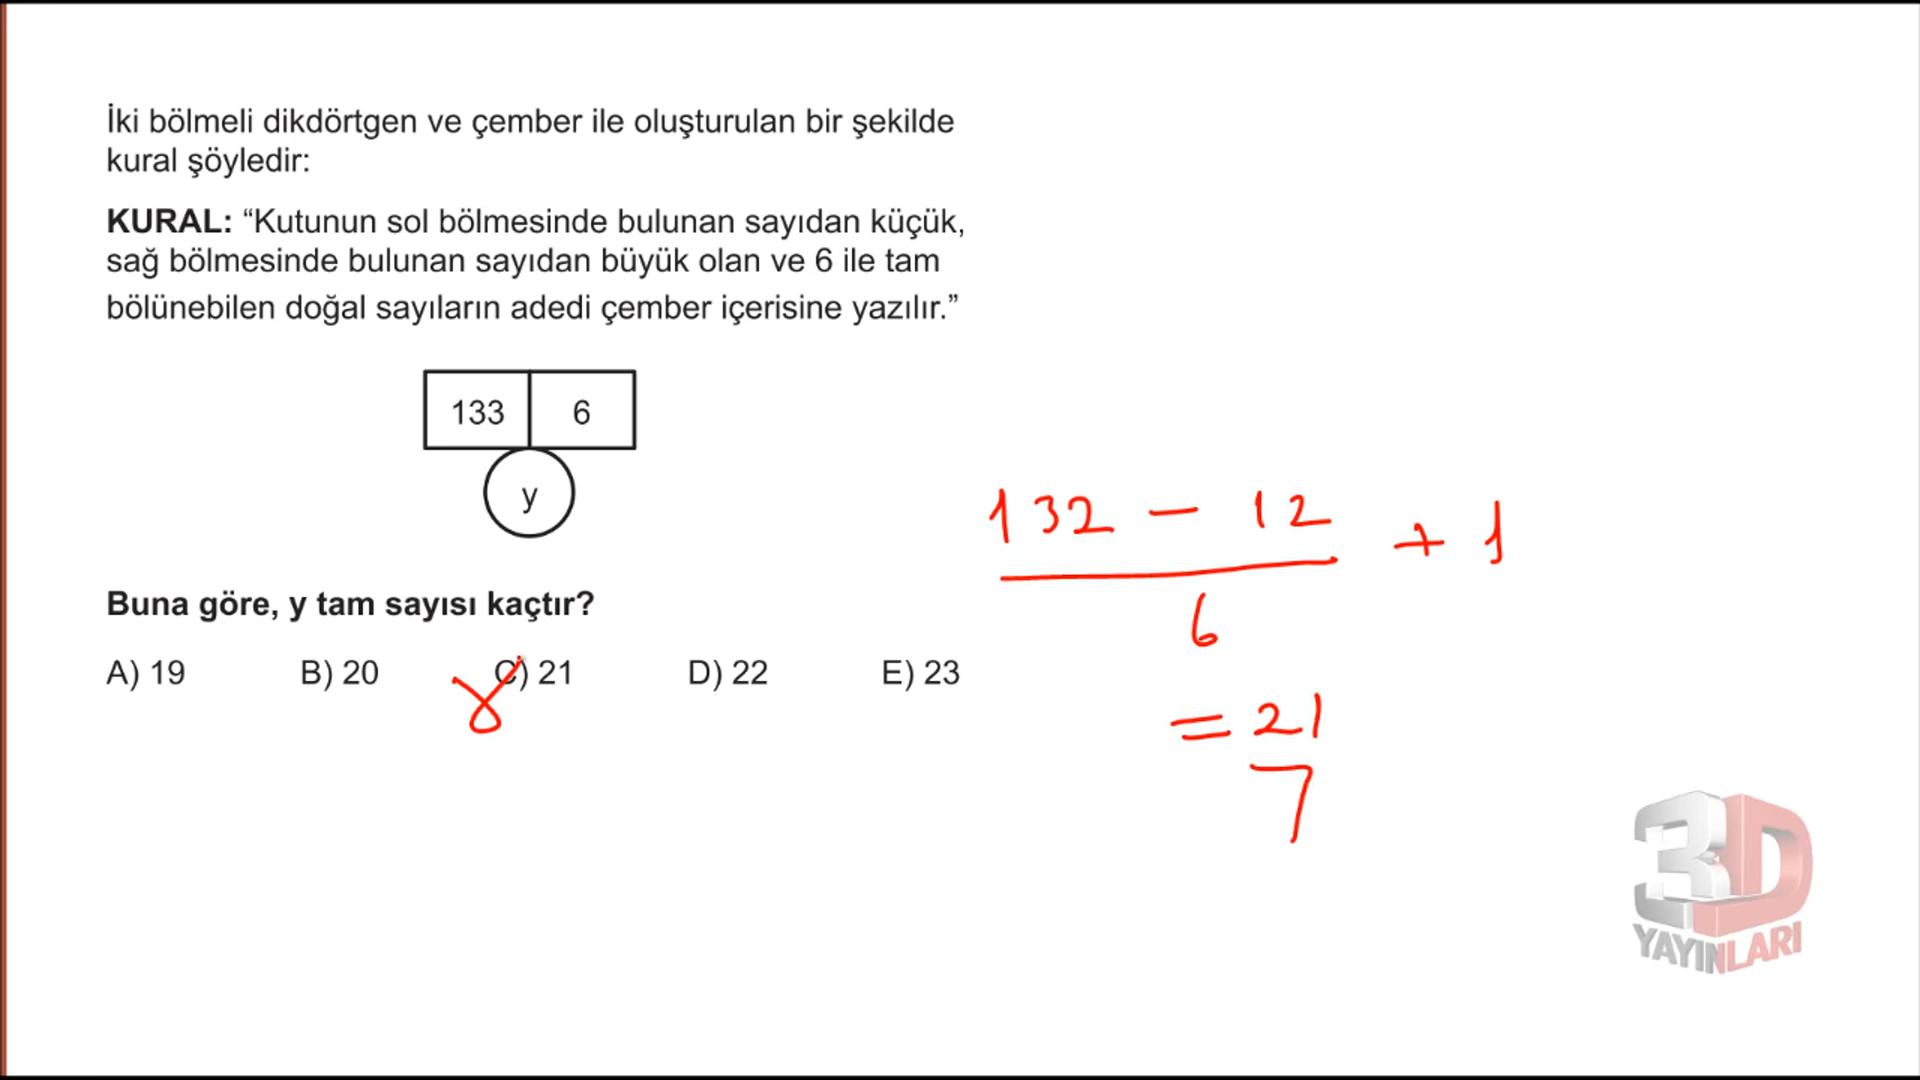 İki bölmeli dikdörtgen ve çember ile oluşturulan bir şekilde
kural şöyledir:
KURAL: “Kutunun sol bölmesinde bulunan sayıdan küçük,
sağ bölmesinde bulunan sayıdan büyük olan ve 6 ile tam
bölünebilen doğal sayıların adedi çember içerisine yazılır.”
133 6
y
Buna göre, y tam sayısı kaçtır?
A) 19 B) 20 C) 21 D) 22 E) 23
132 - 12 + 1
6
= 21
3D
YAYINLARI